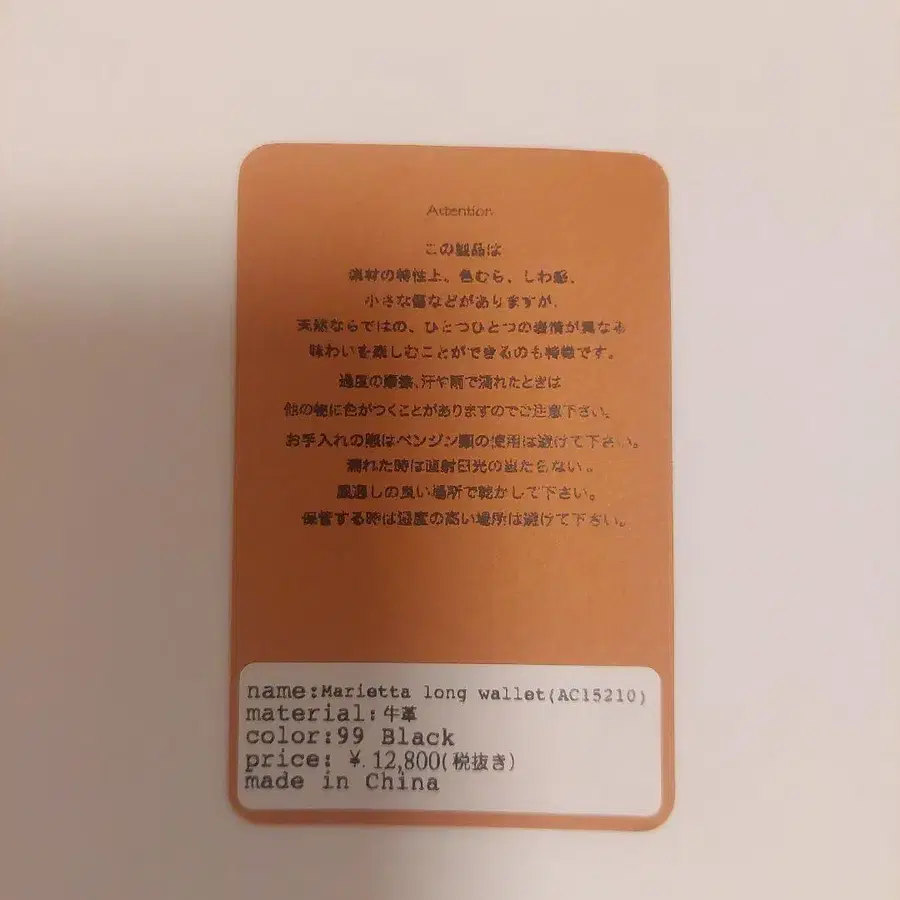 Attention
この製品は
素材の特性上、色むら、しわ感、
小さな傷などがありますが、
天然ならではの、ひとつひとつの表情が異なる
味わいを楽しむことができるのも特徴です。
過度の摩擦、汗や雨で濡れたときは
他の物に色がつくことがありますのでご注意下さい。
お手入れの際はベンジン類の使用は避けて下さい。
濡れた時は直射日光の当たらない。
風通しの良い場所で乾かして下さい。
保管する時は湿度の高い場所は避けて下さい。
name:Marietta long wallet(AC15210)
material:牛革
color:99 Black
price: ¥.12,800(税抜き)
made in China